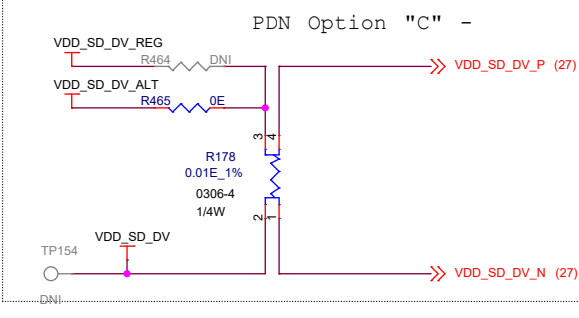 PDN Option "C" -
VDD_SD_DV_REG
R464 DNI
VDD_SD_DV_P (27)
VDD_SD_DV_ALT
R465 0E
3 4
R178
0.01E_1%
0306-4
1/4W
2 1
VDD_SD_DV
TP154
VDD_SD_DV_N (27)
DNI